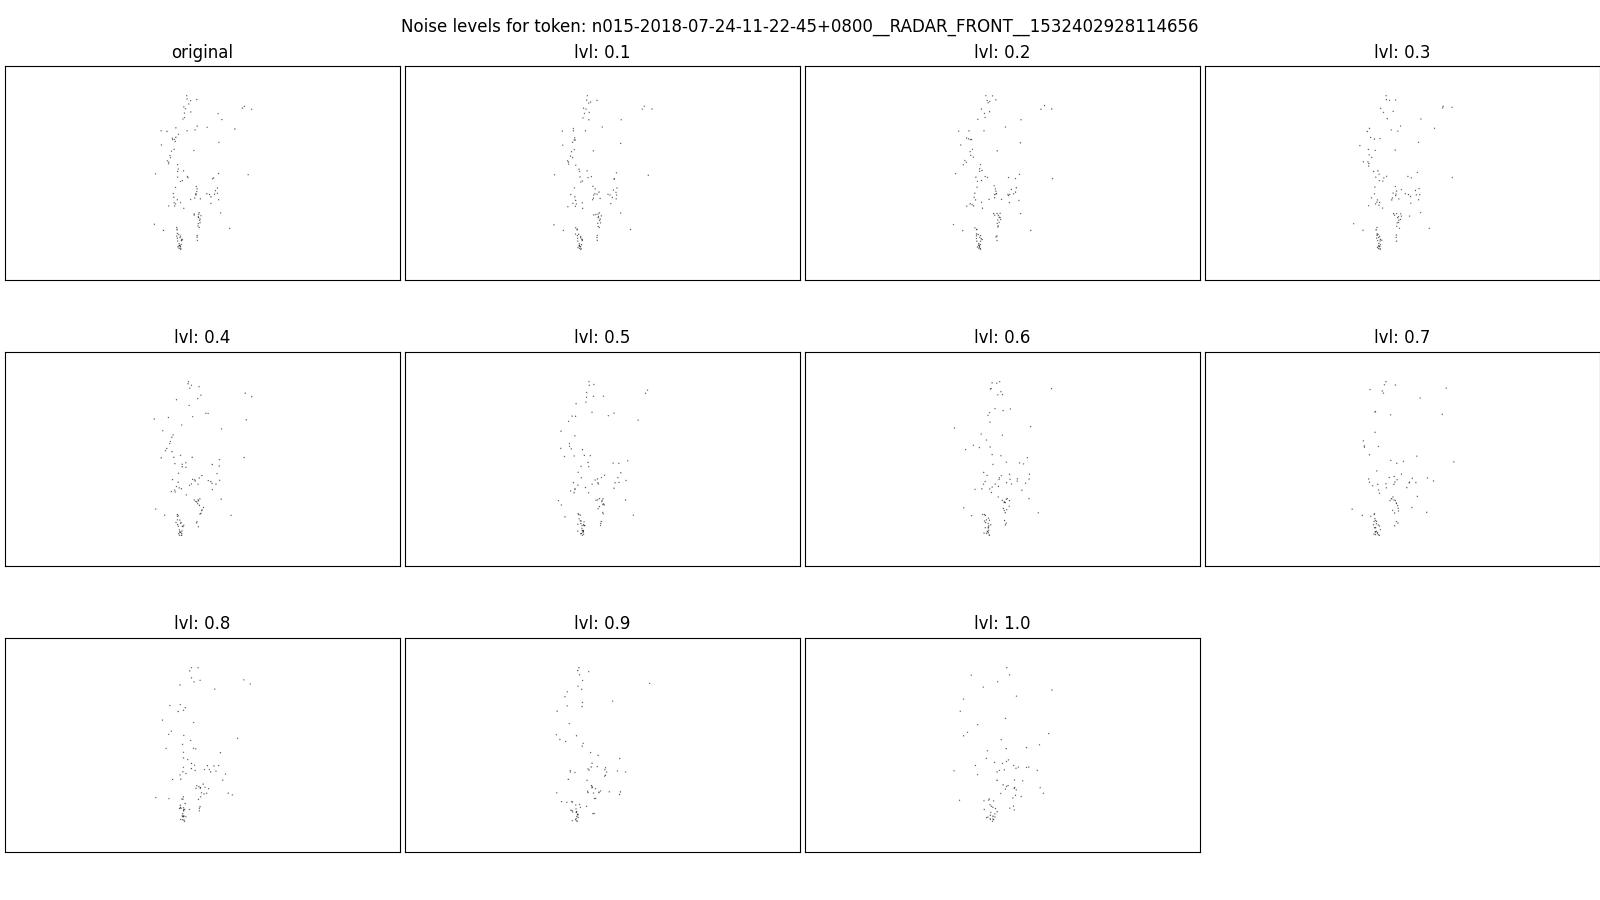 Noise levels for token: n015-2018-07-24-11-22-45+0800__RADAR_FRONT__1532402928114656
original
lvl: 0.1
lvl: 0.2
lvl: 0.3
lvl: 0.4
lvl: 0.5
lvl: 0.6
lvl: 0.7
lvl: 0.8
lvl: 0.9
lvl: 1.0